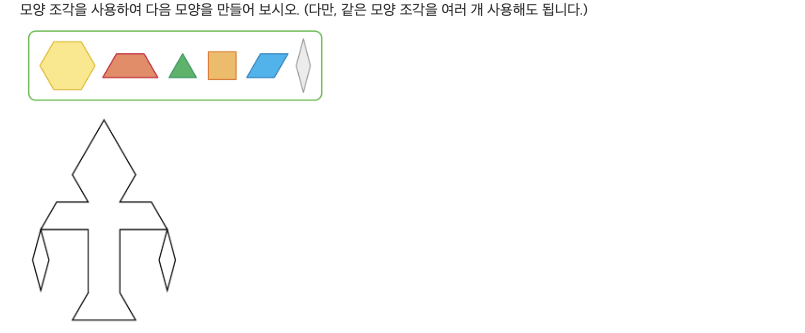 모양 조각을 사용하여 다음 모양을 만들어 보시오. (다만, 같은 모양 조각을 여러 개 사용해도 됩니다.)